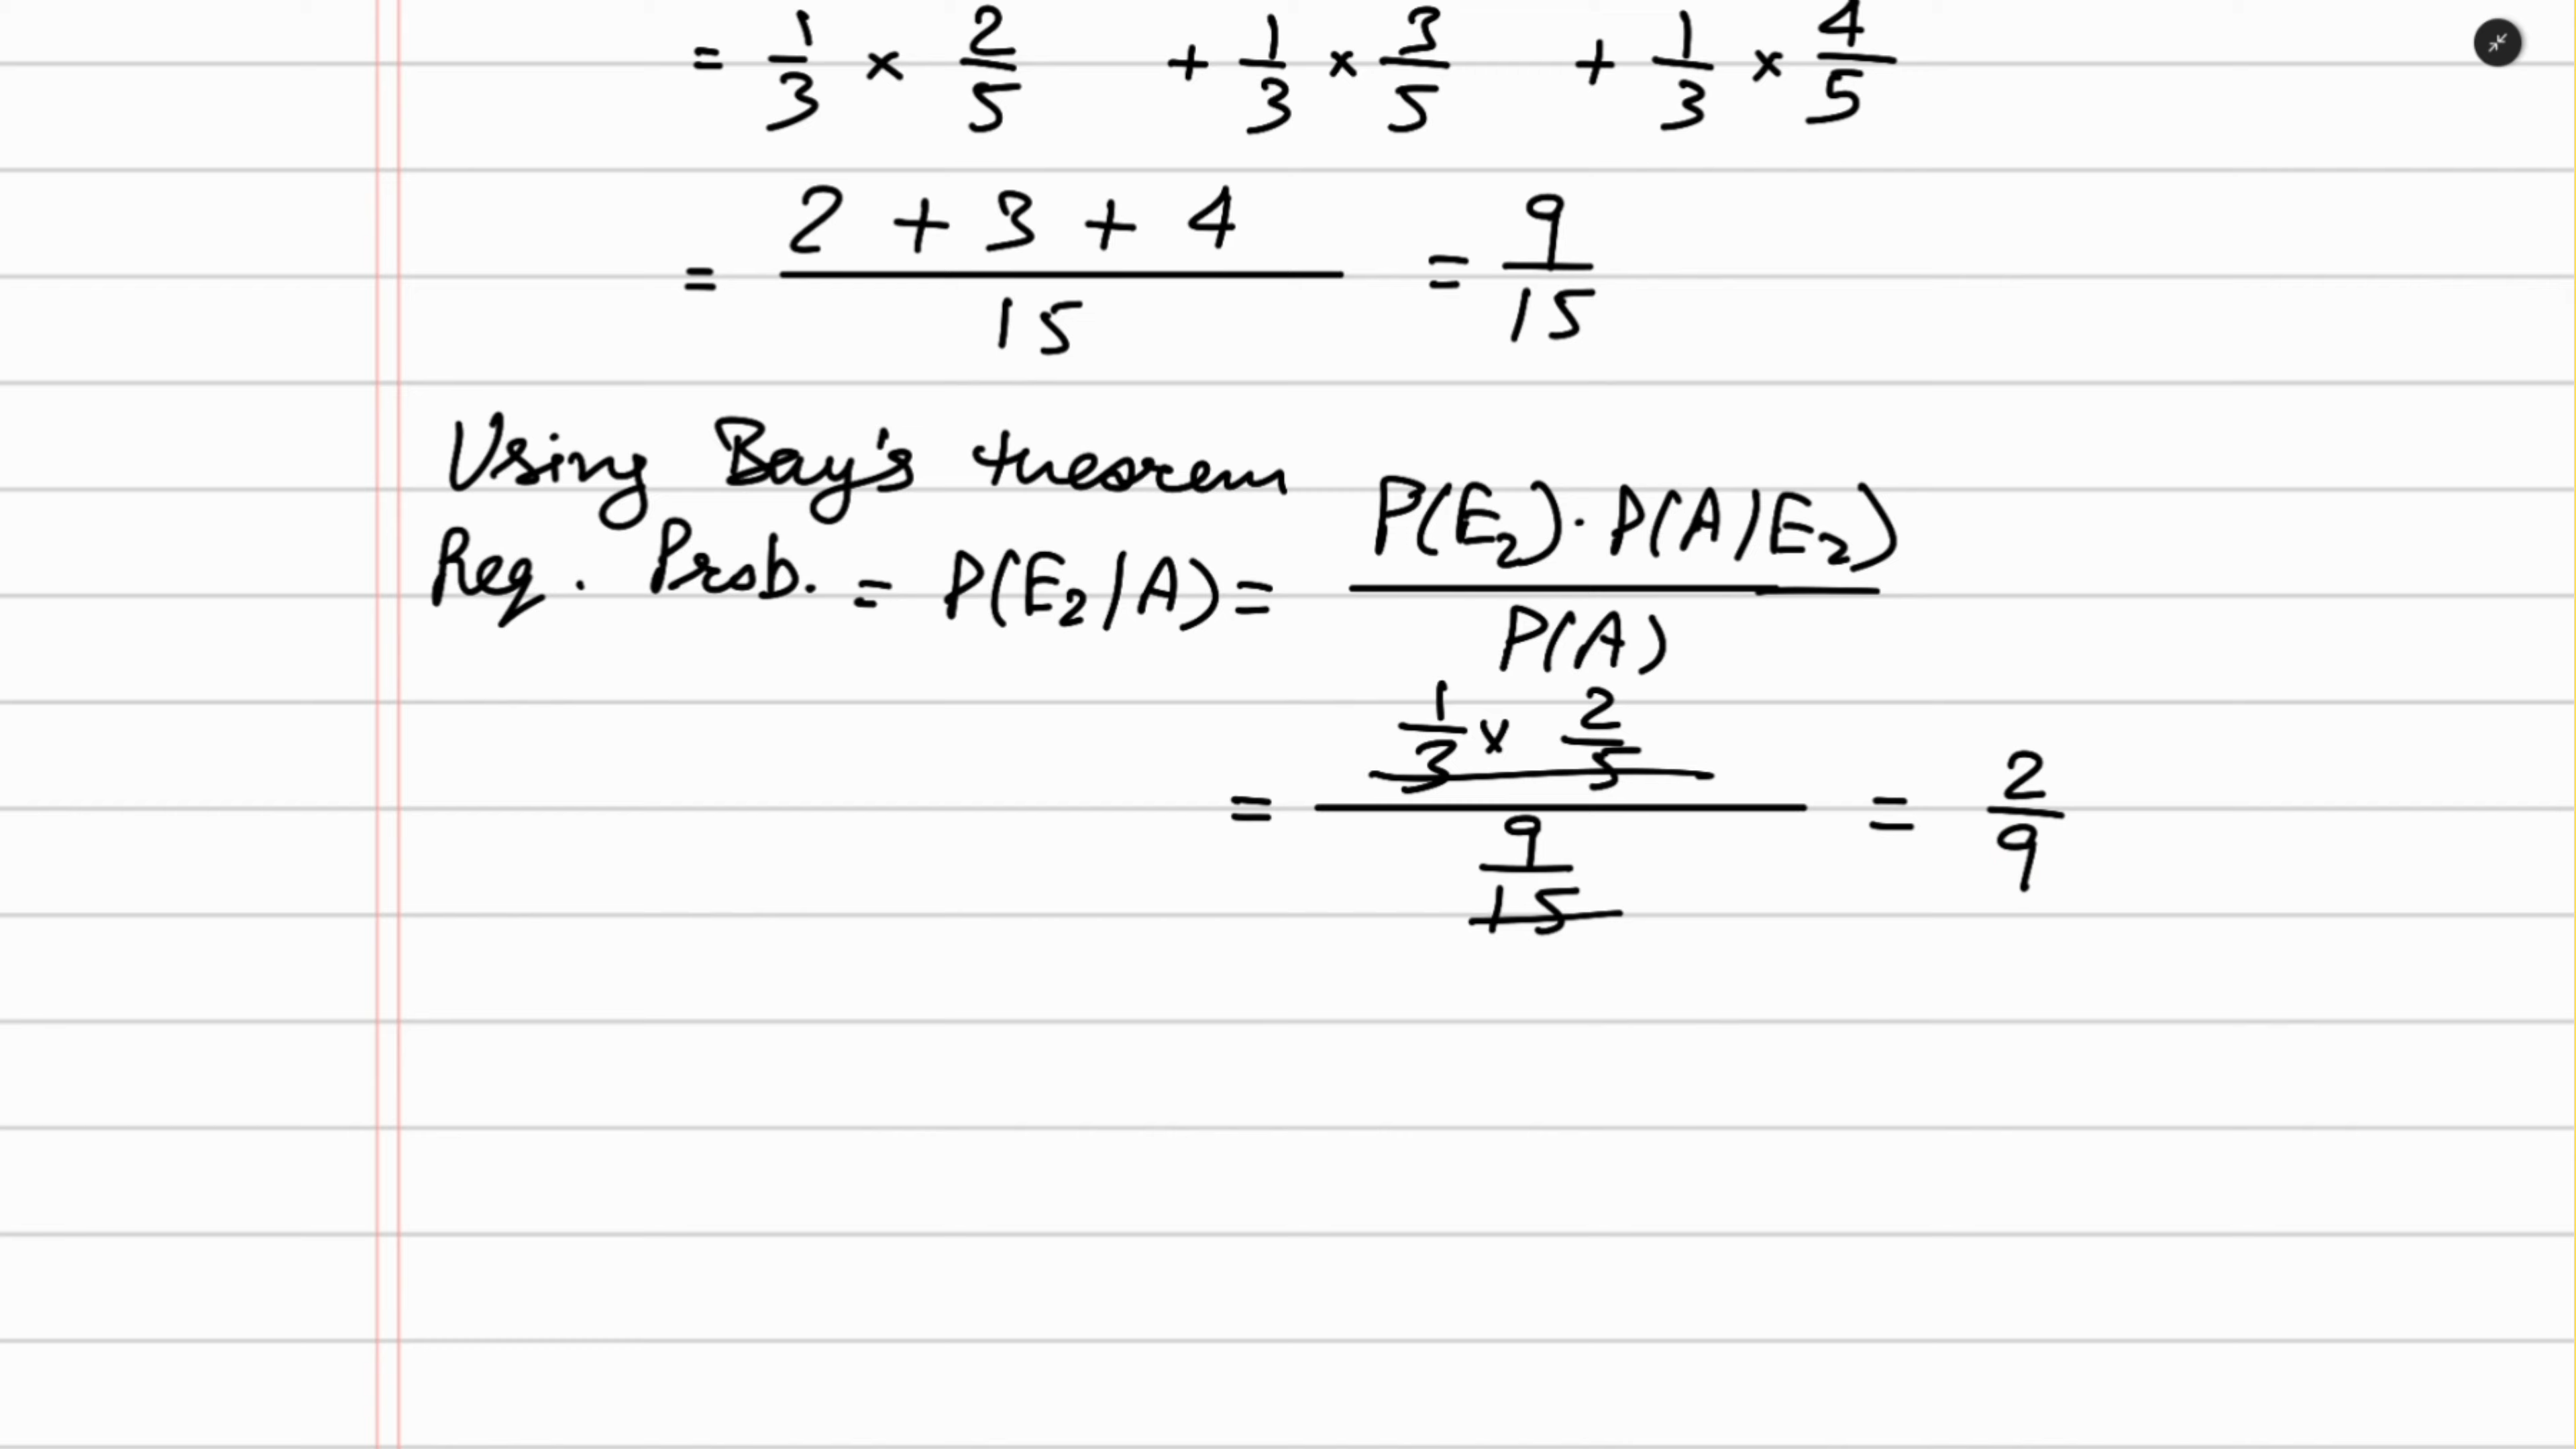 = 1/3 × 2/5 + 1/3 × 3/5 + 1/3 × 4/5
= (2 + 3 + 4)/15 = 9/15
Using Bay's theorem
Req. Prob. = P(E₂/A) = P(E₂)·P(A/E₂)/P(A)
= (1/3 × 2/5)/(9/15) = 2/9